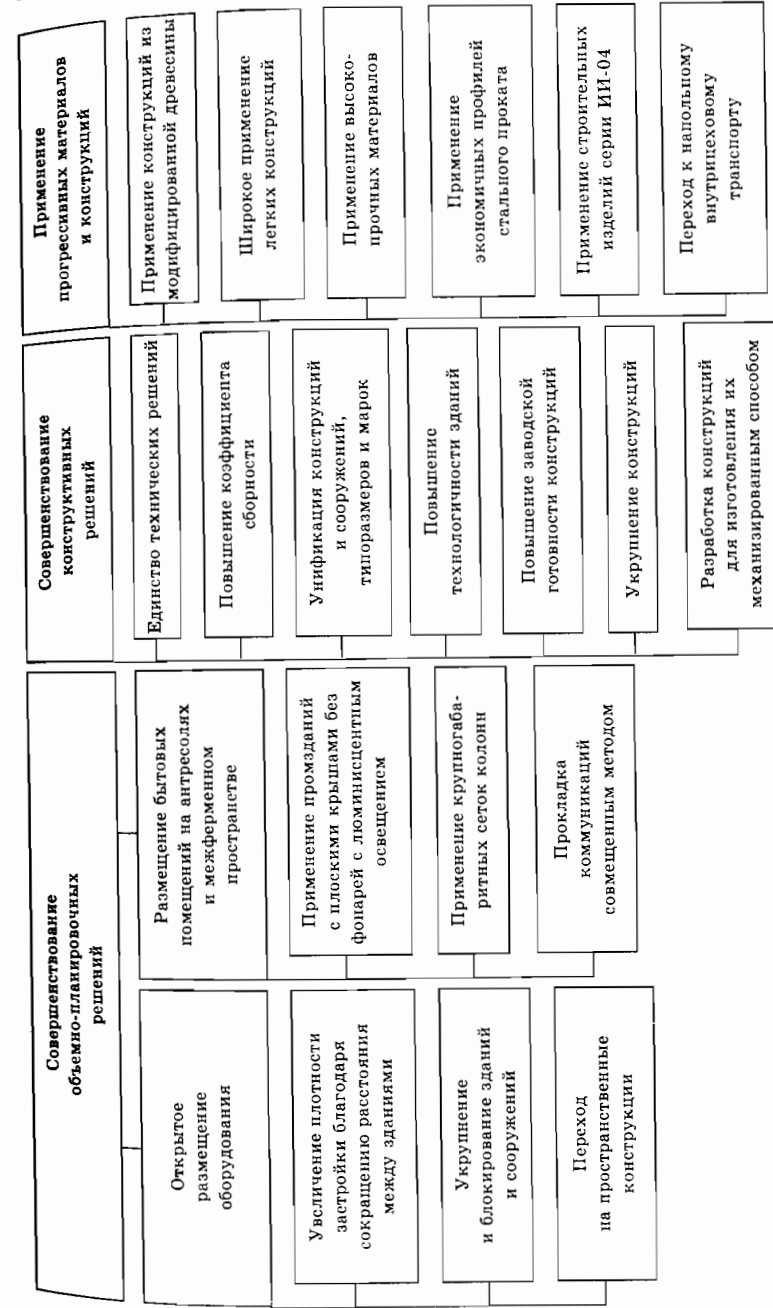 Совершенствование
объемно-планировочных
решений
Открытое
размещение
оборудования
Увеличение плотности
застройки благодаря
сокращению расстояния
между зданиями
Укрупнение
и блокирование зданий
и сооружений
Переход
на пространственные
конструкции
Размещение бытовых
помещений на антресолях
и межферменном
пространстве
Применение промзданий
с плоскими крышами без
фонарей с люминисцентным
освещением
Применение крупногаба-
ритных сеток колонн
Прокладка
коммуникаций
совмещенным методом
Совершенствование
конструктивных
решений
Единство технических решений
Повышение коэффициента
сборности
Унификация конструкций
и сооружений,
типоразмеров и марок
Повышение
технологичности зданий
Повышение заводской
готовности конструкций
Укрупнение конструкций
Разработка конструкций
для изготовления их
механизированным способом
Применение
прогрессивных материалов
и конструкций
Применение конструкций из
модифицированной древесины
Широкое применение
легких конструкций
Применение высоко-
прочных материалов
Применение
экономичных профилей
стального проката
Применение строительных
изделий серии ИИ-04
Переход к напольному
внутрицеховому
транспорту